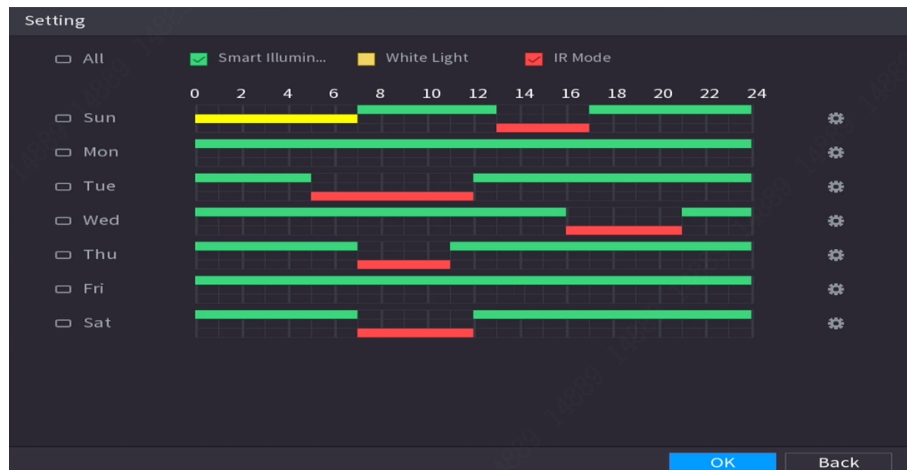 Setting
All Smart Illumin... White Light IR Mode
0 2 4 6 8 10 12 14 16 18 20 22 24
Sun
Mon
Tue
Wed
Thu
Fri
Sat
OK Back